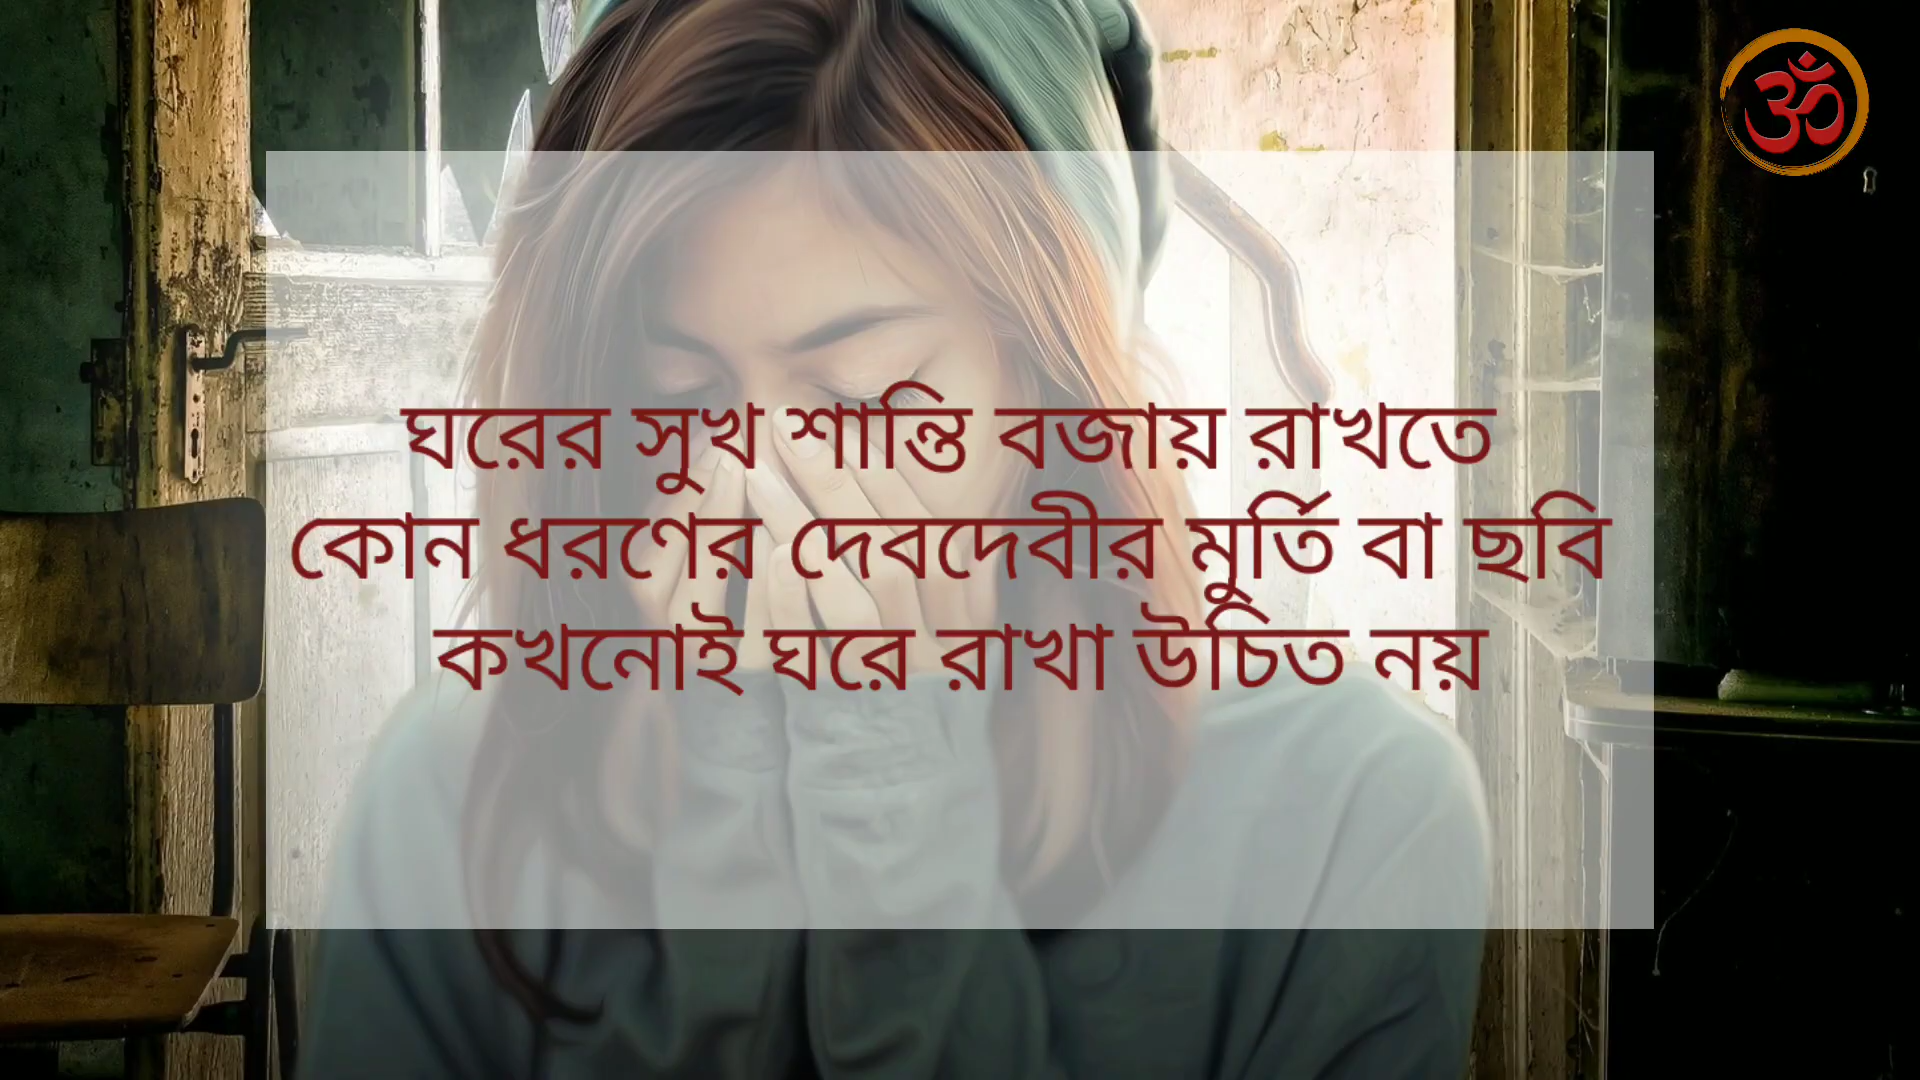 ঘরের সুখ শান্তি বজায় রাখতে
কোন ধরণের দেবদেবীর মুর্তি বা ছবি
কখনোই ঘরে রাখা উচিত নয়
ॐ